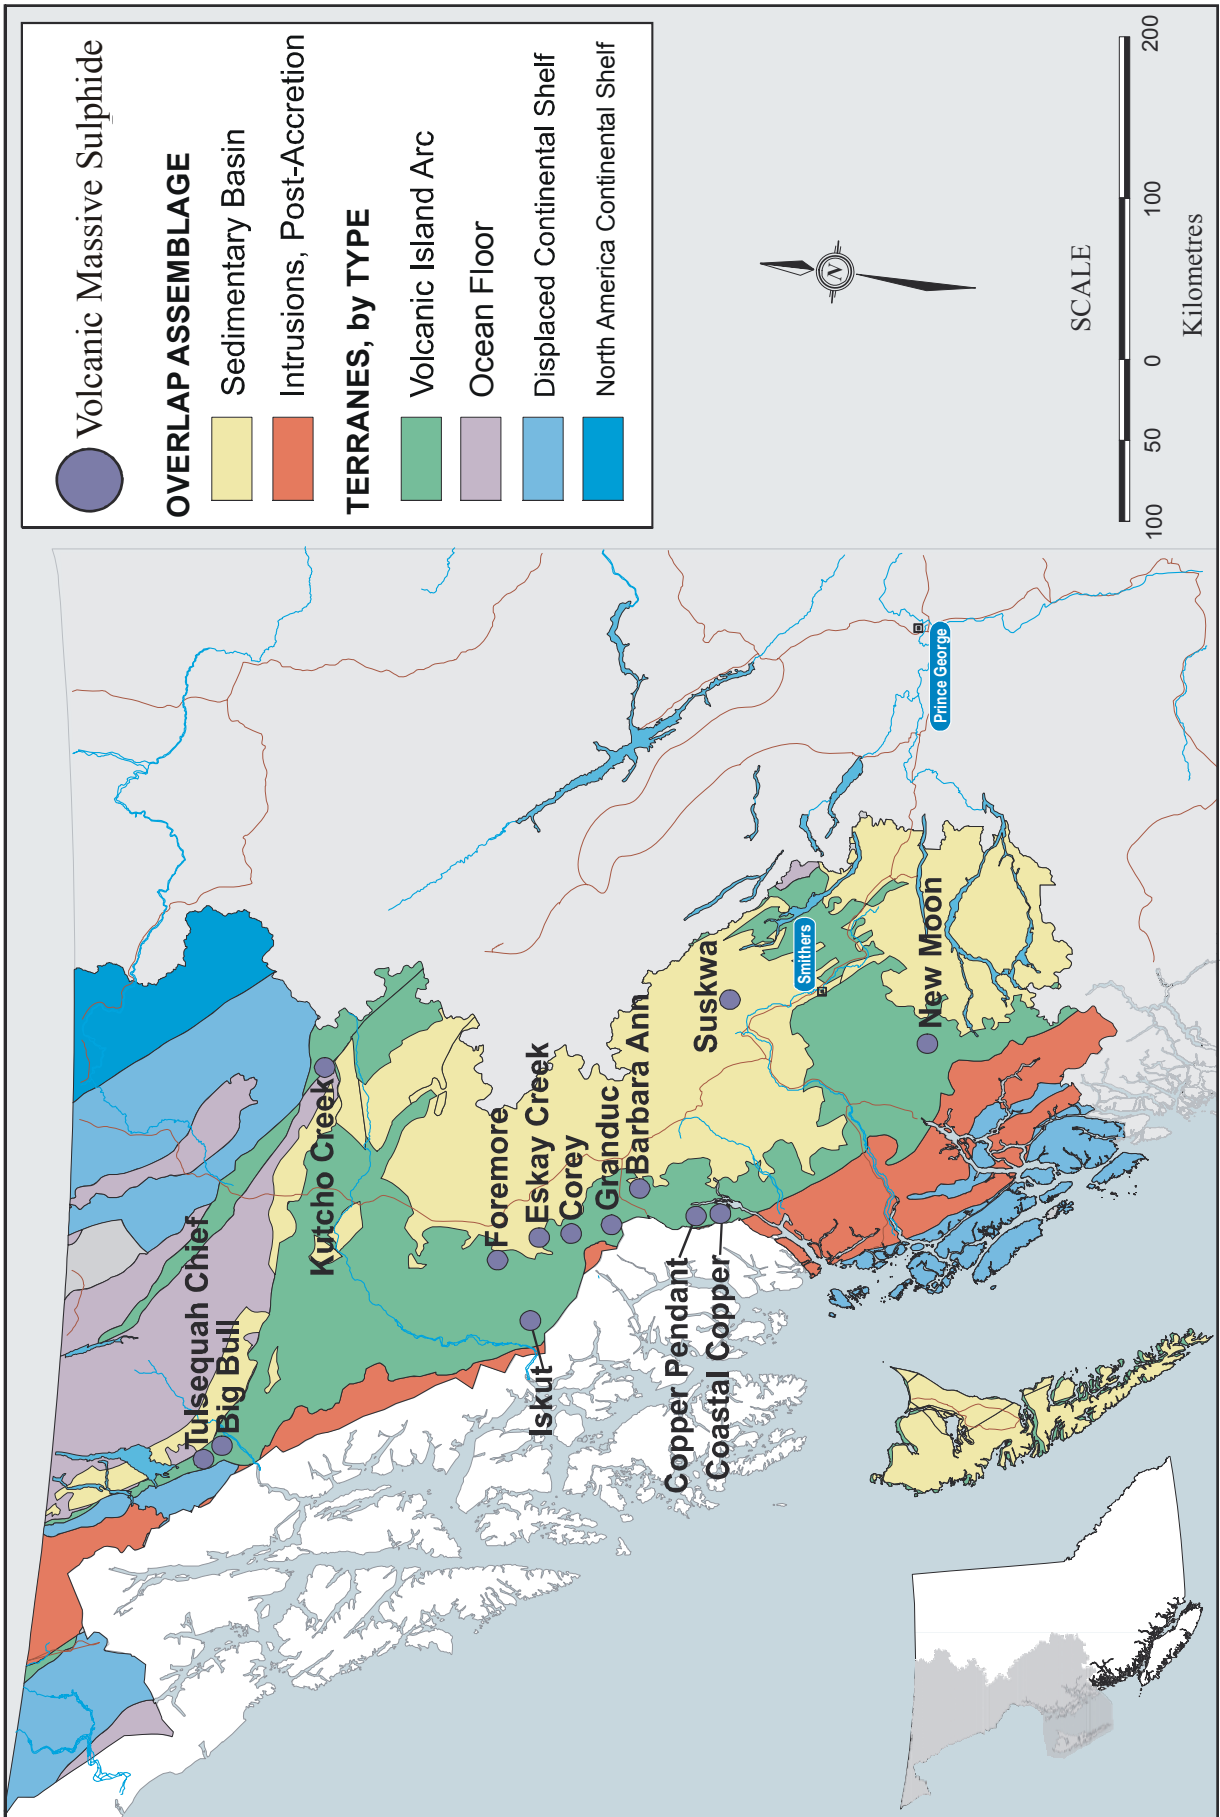 Volcanic Massive Sulphide
OVERLAP ASSEMBLAGE
Sedimentary Basin
Intrusions, Post-Accretion
TERRANES, by TYPE
Volcanic Island Arc
Ocean Floor
Displaced Continental Shelf
North America Continental Shelf
Tulsequah Chief
Big Bull
Kutcho Creek
Foremore
Eskay Creek
Corey
Granduc
Barbara Ann
Iskut
Copper Pendant
Coastal Copper
Suskwa
Smithers
New Moon
Prince George
N
SCALE
100 50 0 100 200
Kilometres